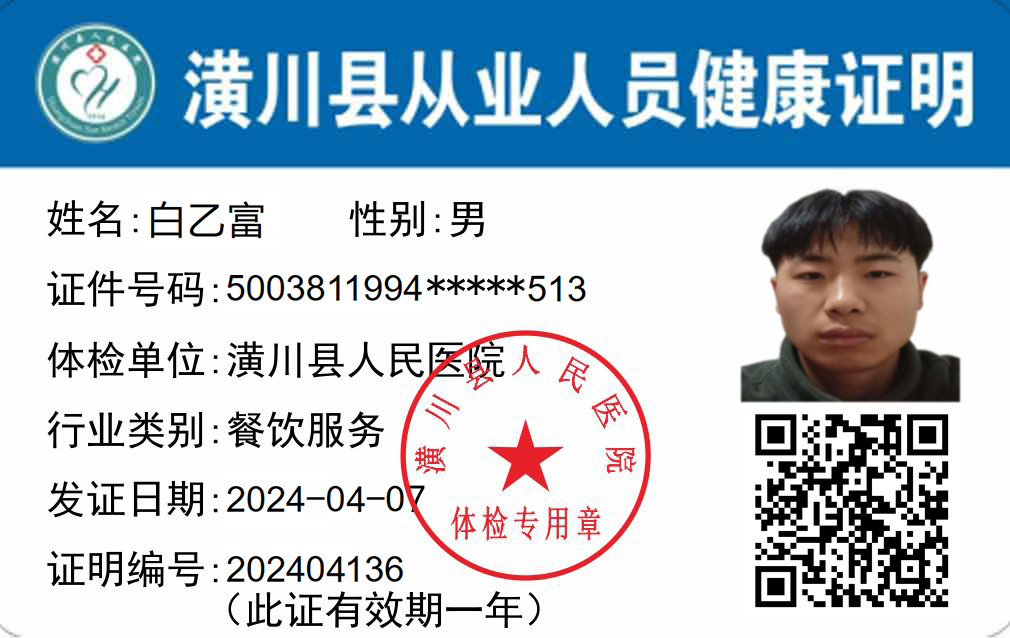 潢川县从业人员健康证明
姓名:白乙富 性别:男
证件号码:5003811994*****513
体检单位:潢川县人民医院
行业类别:餐饮服务
发证日期:2024-04-07
证明编号:202404136
（此证有效期一年）
潢川县人民医院
体检专用章